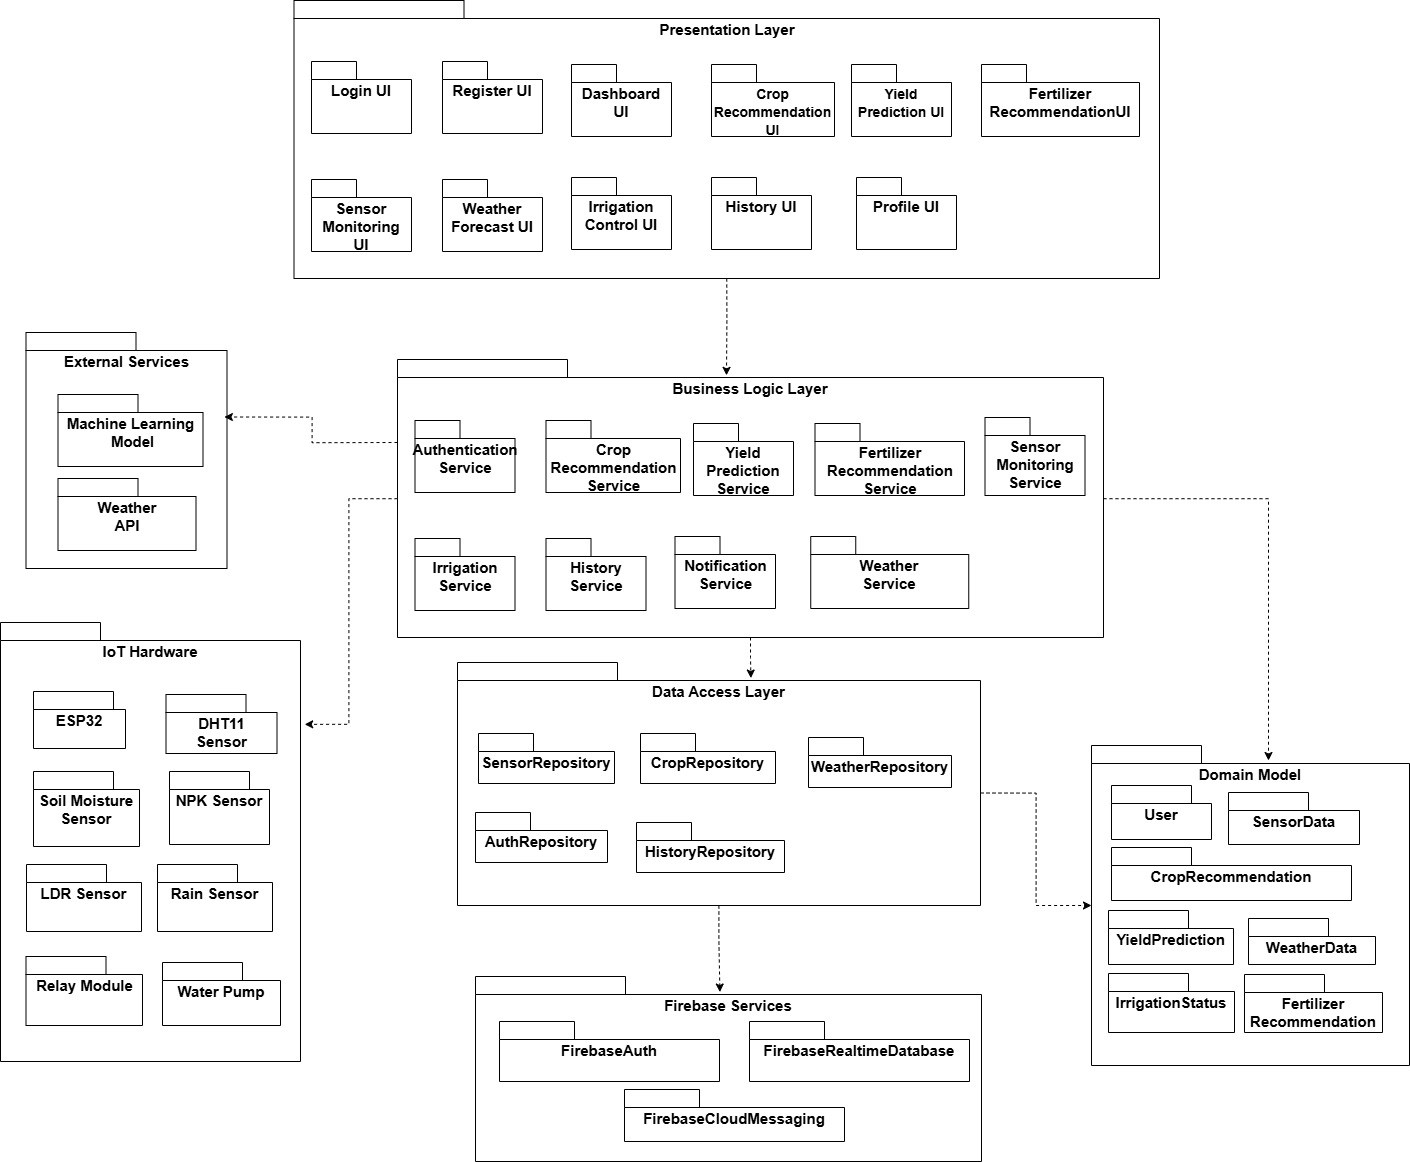 Presentation Layer
Login UI
Register UI
Dashboard
UI
Crop
Recommendation
UI
Yield
Prediction UI
Fertilizer
RecommendationUI
Sensor
Monitoring
UI
Weather
Forecast UI
Irrigation
Control UI
History UI
Profile UI
External Services
Machine Learning
Model
Weather
API
Business Logic Layer
Authentication
Service
Crop
Recommendation
Service
Yield
Prediction
Service
Fertilizer
Recommendation
Service
Sensor
Monitoring
Service
Irrigation
Service
History
Service
Notification
Service
Weather
Service
IoT Hardware
ESP32
DHT11
Sensor
Soil Moisture
Sensor
NPK Sensor
LDR Sensor
Rain Sensor
Relay Module
Water Pump
Data Access Layer
SensorRepository
CropRepository
WeatherRepository
AuthRepository
HistoryRepository
Domain Model
User
SensorData
CropRecommendation
YieldPrediction
WeatherData
IrrigationStatus
Fertilizer
Recommendation
Firebase Services
FirebaseAuth
FirebaseRealtimeDatabase
FirebaseCloudMessaging